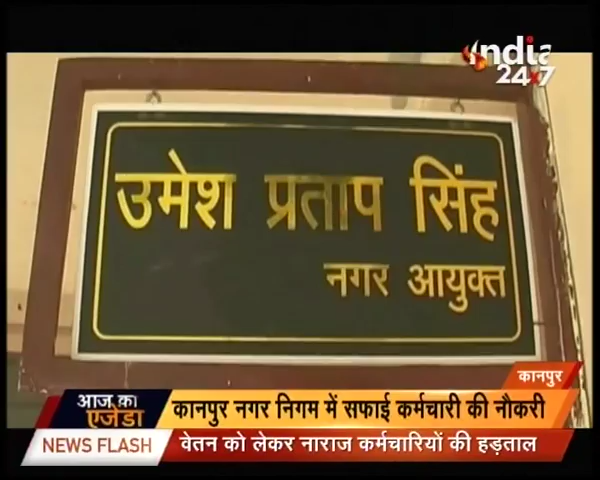 india
24x7
उमेश प्रताप सिंह
नगर आयुक्त
कानपुर
आज का
एजेंडा
कानपुर नगर निगम में सफाई कर्मचारी की नौकरी
NEWS FLASH
वेतन को लेकर नाराज कर्मचारियों की हड़ताल